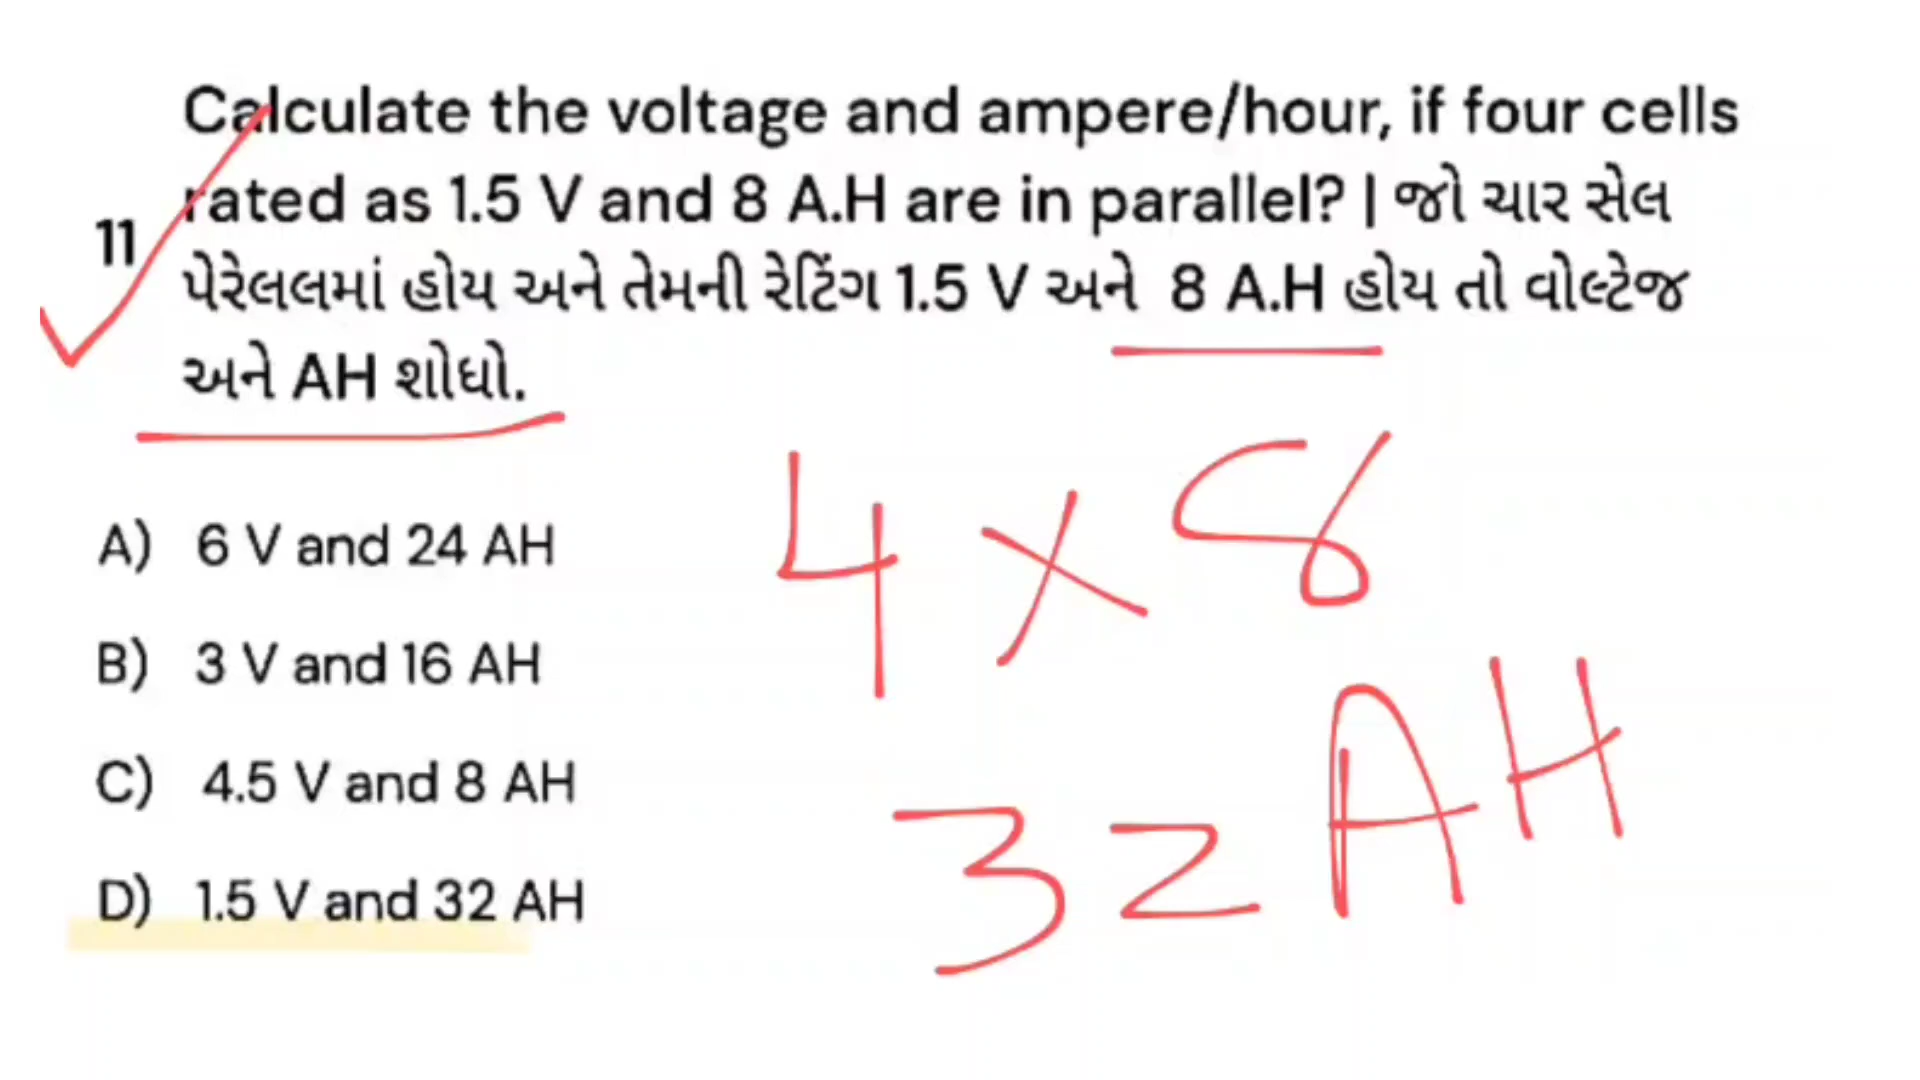 Calculate the voltage and ampere/hour, if four cells
rated as 1.5 V and 8 A.H are in parallel? | જો ચાર સેલ
11
પેરેલલમાં હોય અને તેમની રેટિંગ 1.5 V અને 8 A.H હોય તો વોલ્ટેજ
અને AH શોધો.
4 × 8
32 AH
A) 6 V and 24 AH
B) 3 V and 16 AH
C) 4.5 V and 8 AH
D) 1.5 V and 32 AH